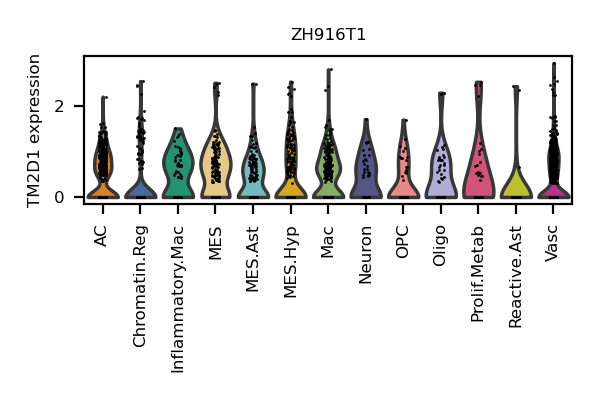 ZH916T1
TM2D1 expression
2
0
AC
Chromatin.Reg
Inflammatory.Mac
MES
MES.Ast
MES.Hyp
Mac
Neuron
OPC
Oligo
Prolif.Metab
Reactive.Ast
Vasc